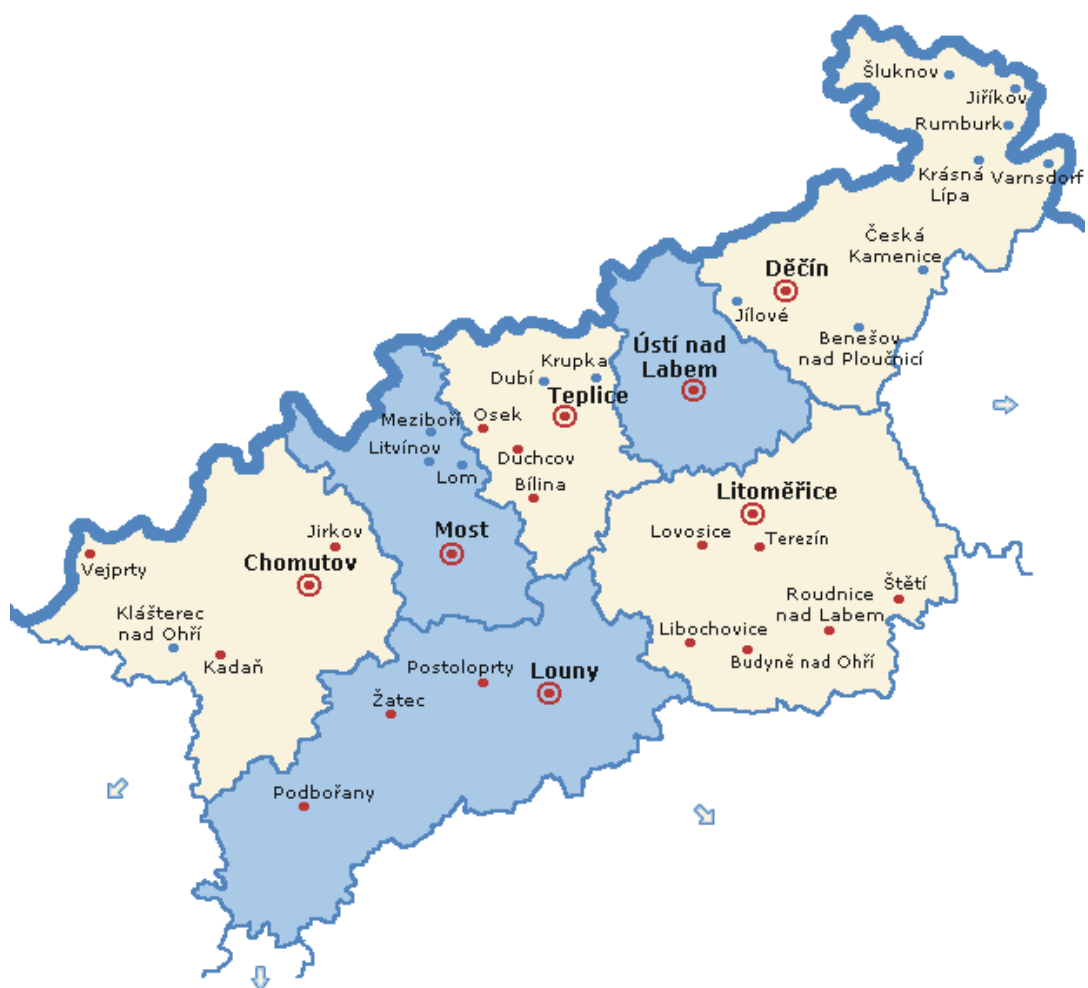 Šluknov
Jiříkov
Rumburk
Krásná
Lípa
Varnsdorf
Česká
Kamenice
Děčín
Jílové
Benešov
nad Ploučnicí
Ústí nad
Labem
Krupka
Dubí
Teplice
Osek
Duchcov
Bílina
Meziboří
Litvínov
Lom
Most
Litoměřice
Lovosice
Terezín
Štětí
Roudnice
nad Labem
Libochovice
Budyně nad Ohří
Jirkov
Chomutov
Vejprty
Klášterec
nad Ohří
Kadaň
Postoloprty
Louny
Žatec
Podbořany